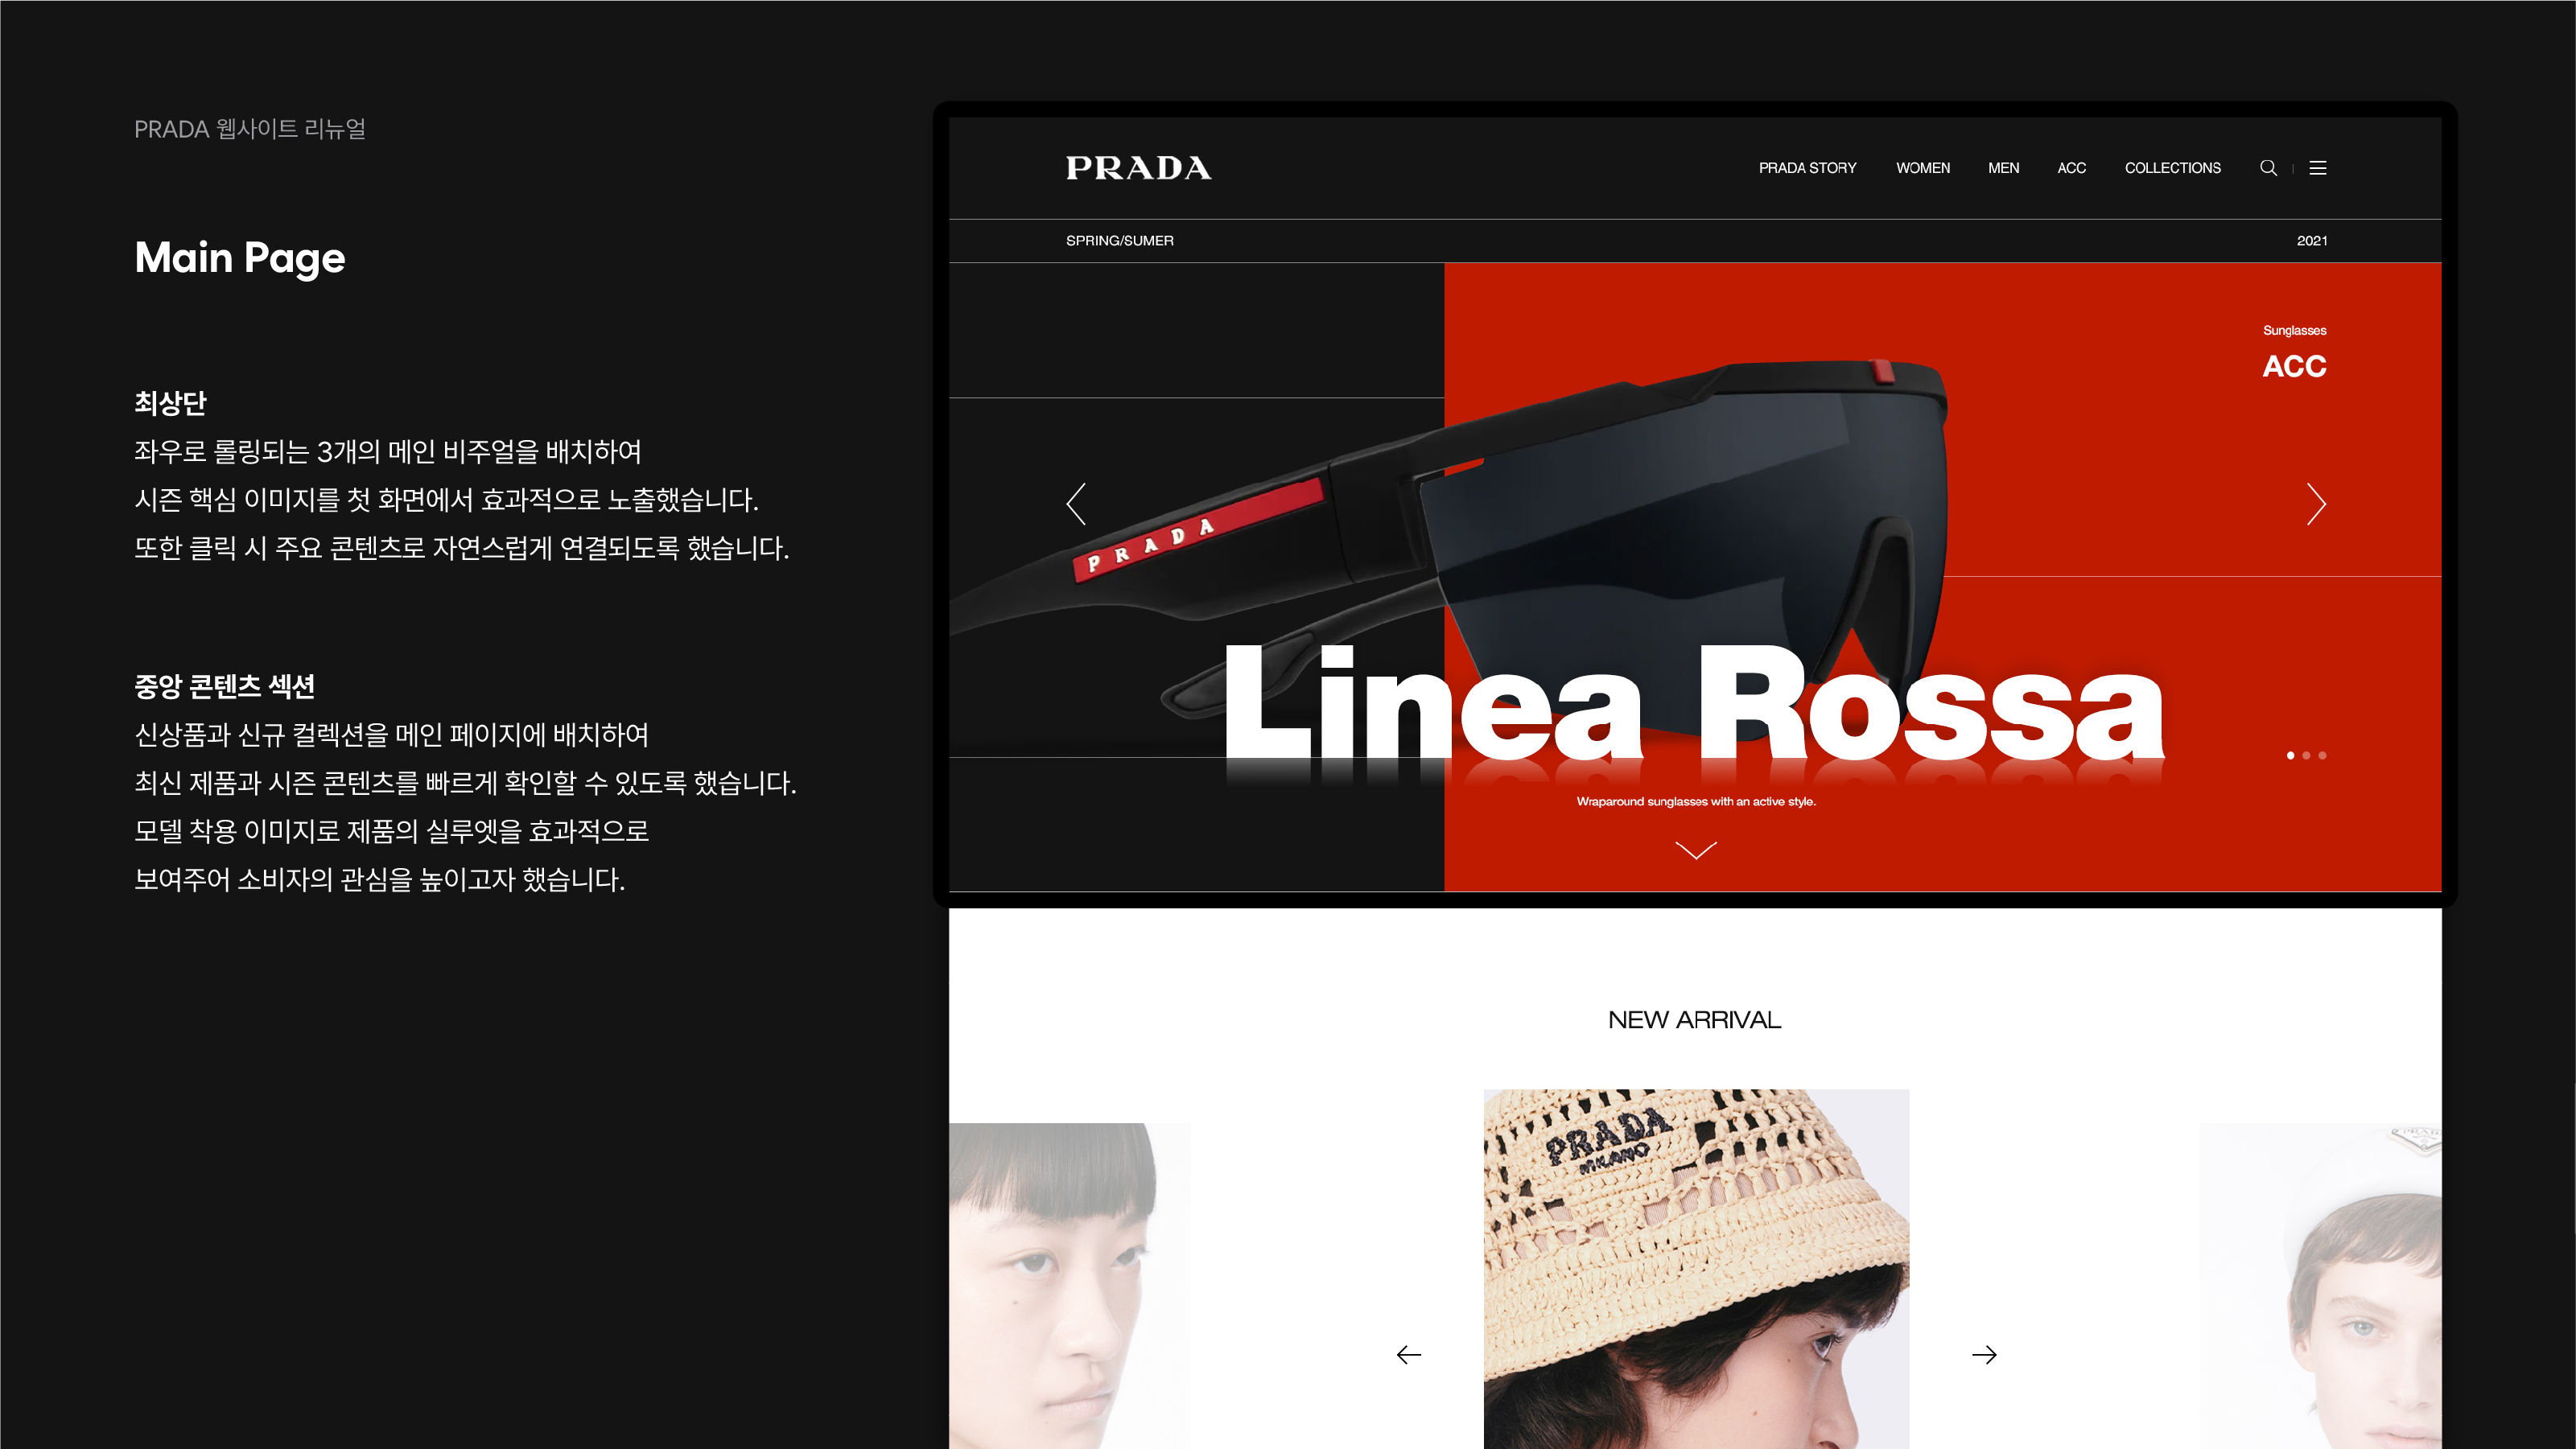 PRADA 웹사이트 리뉴얼
Main Page
최상단
좌우로 롤링되는 3개의 메인 비주얼을 배치하여
시즌 핵심 이미지를 첫 화면에서 효과적으로 노출했습니다.
또한 클릭 시 주요 콘텐츠로 자연스럽게 연결되도록 했습니다.
중앙 콘텐츠 섹션
신상품과 신규 컬렉션을 메인 페이지에 배치하여
최신 제품과 시즌 콘텐츠를 빠르게 확인할 수 있도록 했습니다.
모델 착용 이미지로 제품의 실루엣을 효과적으로
보여주어 소비자의 관심을 높이고자 했습니다.
PRADA
PRADA STORY WOMEN MEN ACC COLLECTIONS
SPRING/SUMER 2021
Sunglasses
ACC
PRADA
Linea Rossa
Wraparound sunglasses with an active style.
NEW ARRIVAL
PRADA
MILANO
PRADA